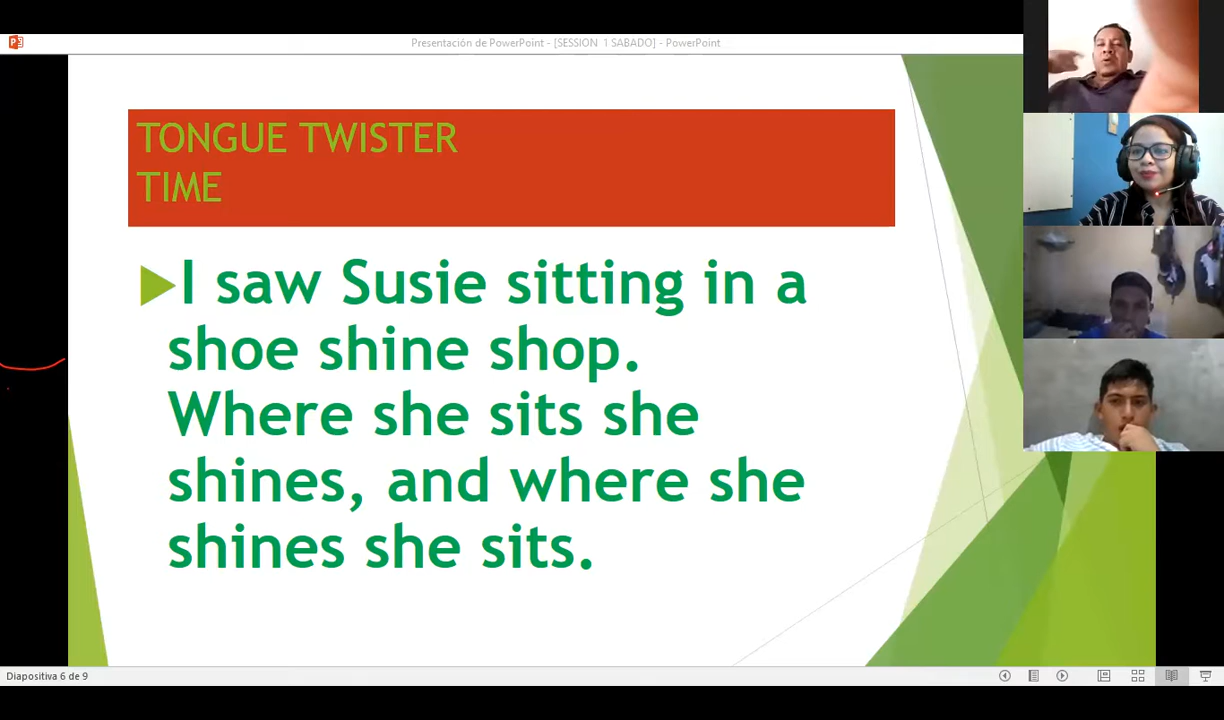 Presentación de PowerPoint - [SESSION 1 SABADO] - PowerPoint
TONGUE TWISTER
TIME
I saw Susie sitting in a
shoe shine shop.
Where she sits she
shines, and where she
shines she sits.
Diapositiva 6 de 9